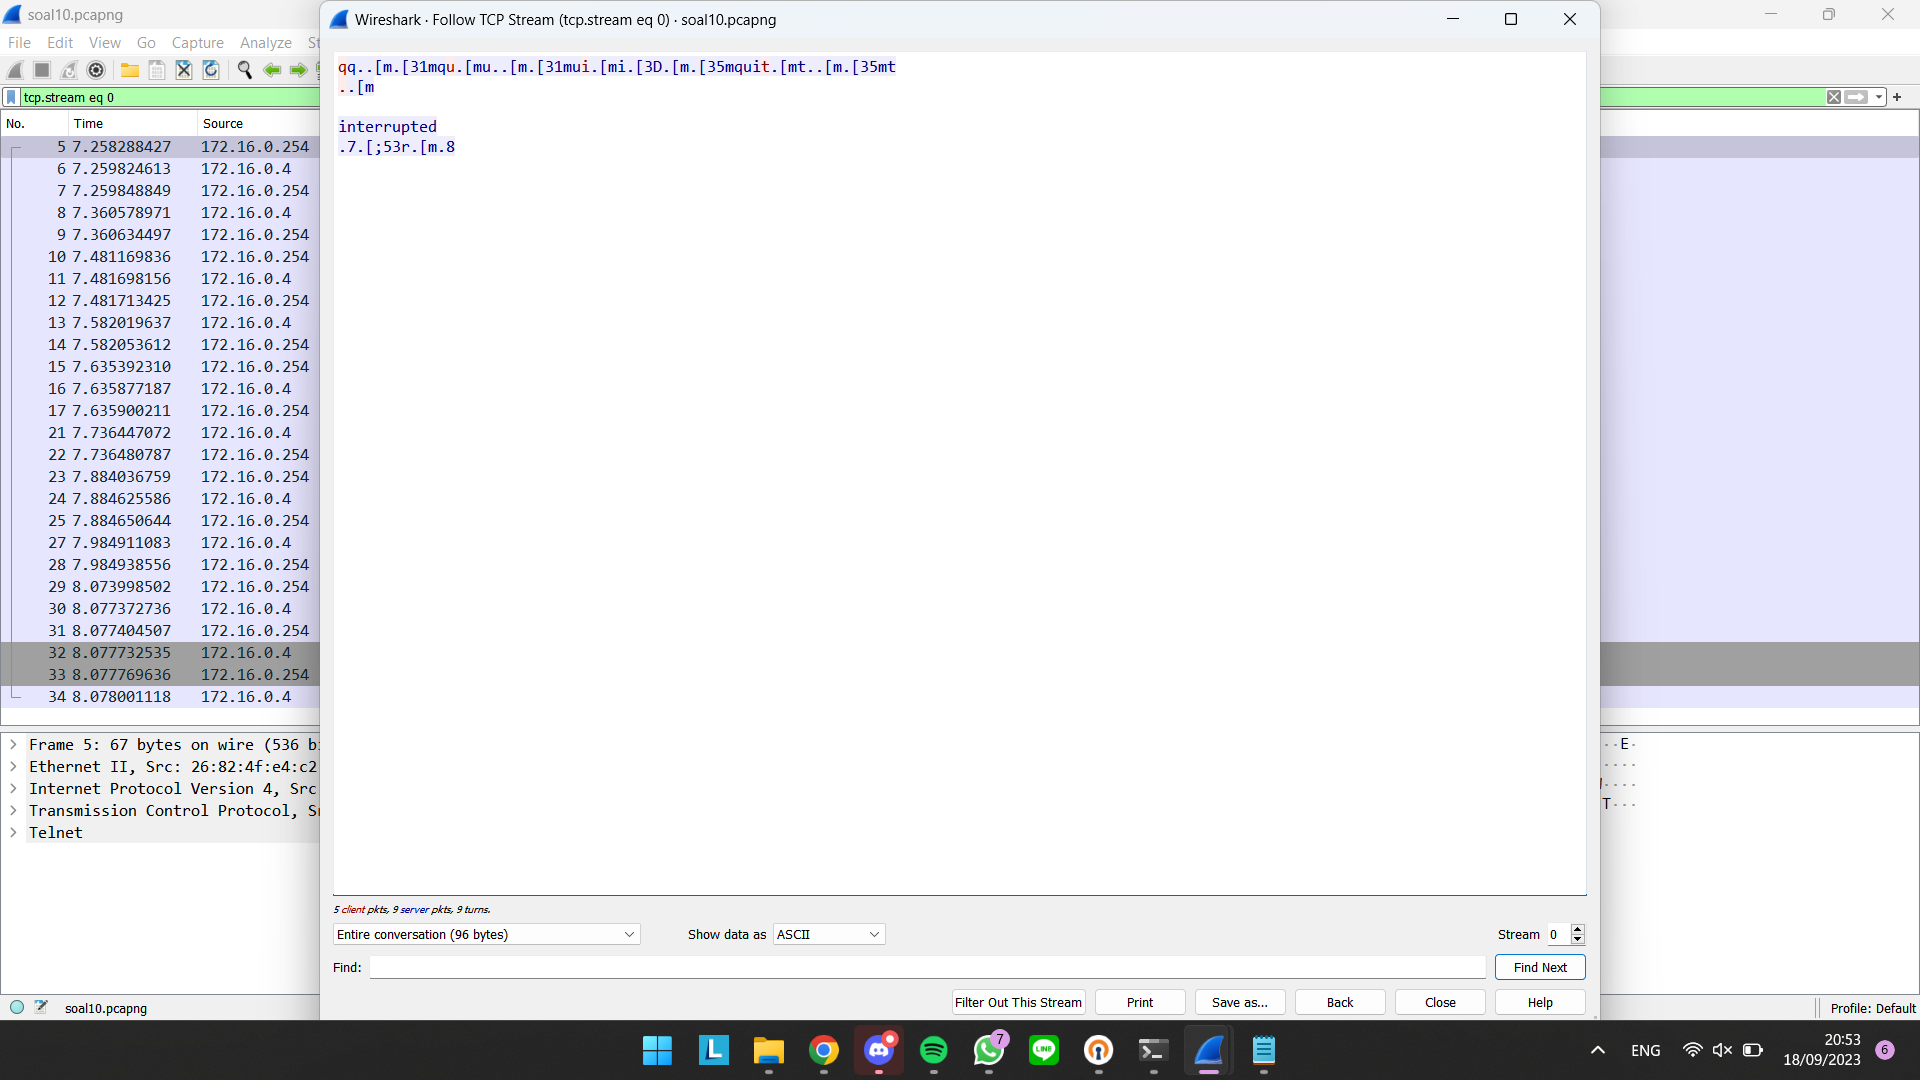 soal10.pcapng
Wireshark · Follow TCP Stream (tcp.stream eq 0) · soal10.pcapng
File Edit View Go Capture Analyze St
tcp.stream eq 0
No. Time Source
5 7.258288427 172.16.0.254
6 7.259824613 172.16.0.4
7 7.259848849 172.16.0.254
8 7.360578971 172.16.0.4
9 7.360634497 172.16.0.254
10 7.481169836 172.16.0.254
11 7.481698156 172.16.0.4
12 7.481713425 172.16.0.254
13 7.582019637 172.16.0.4
14 7.582053612 172.16.0.254
15 7.635392310 172.16.0.254
16 7.635877187 172.16.0.4
17 7.635900211 172.16.0.254
21 7.736447072 172.16.0.4
22 7.736480787 172.16.0.254
23 7.884036759 172.16.0.254
24 7.884625586 172.16.0.4
25 7.884650644 172.16.0.254
27 7.984911083 172.16.0.4
28 7.984938556 172.16.0.254
29 8.073998502 172.16.0.254
30 8.077372736 172.16.0.4
31 8.077404507 172.16.0.254
32 8.077732535 172.16.0.4
33 8.077769636 172.16.0.254
34 8.078001118 172.16.0.4
Frame 5: 67 bytes on wire (536 bi
Ethernet II, Src: 26:82:4f:e4:c2
Internet Protocol Version 4, Src
Transmission Control Protocol, S
Telnet
qq..[m.[31mqu.[mu..[m.[31mui.[mi.[3D.[m.[35mquit.[mt..[m.[35mt
..[m
interrupted
.7.[;53r.[m.8
··E·
····
····
T···
5 client pkts, 9 server pkts, 9 turns.
Entire conversation (96 bytes) Show data as ASCII Stream 0
Find: Find Next
Filter Out This Stream Print Save as... Back Close Help
soal10.pcapng Profile: Default
L 7 LINE ENG 20:53
18/09/2023 6